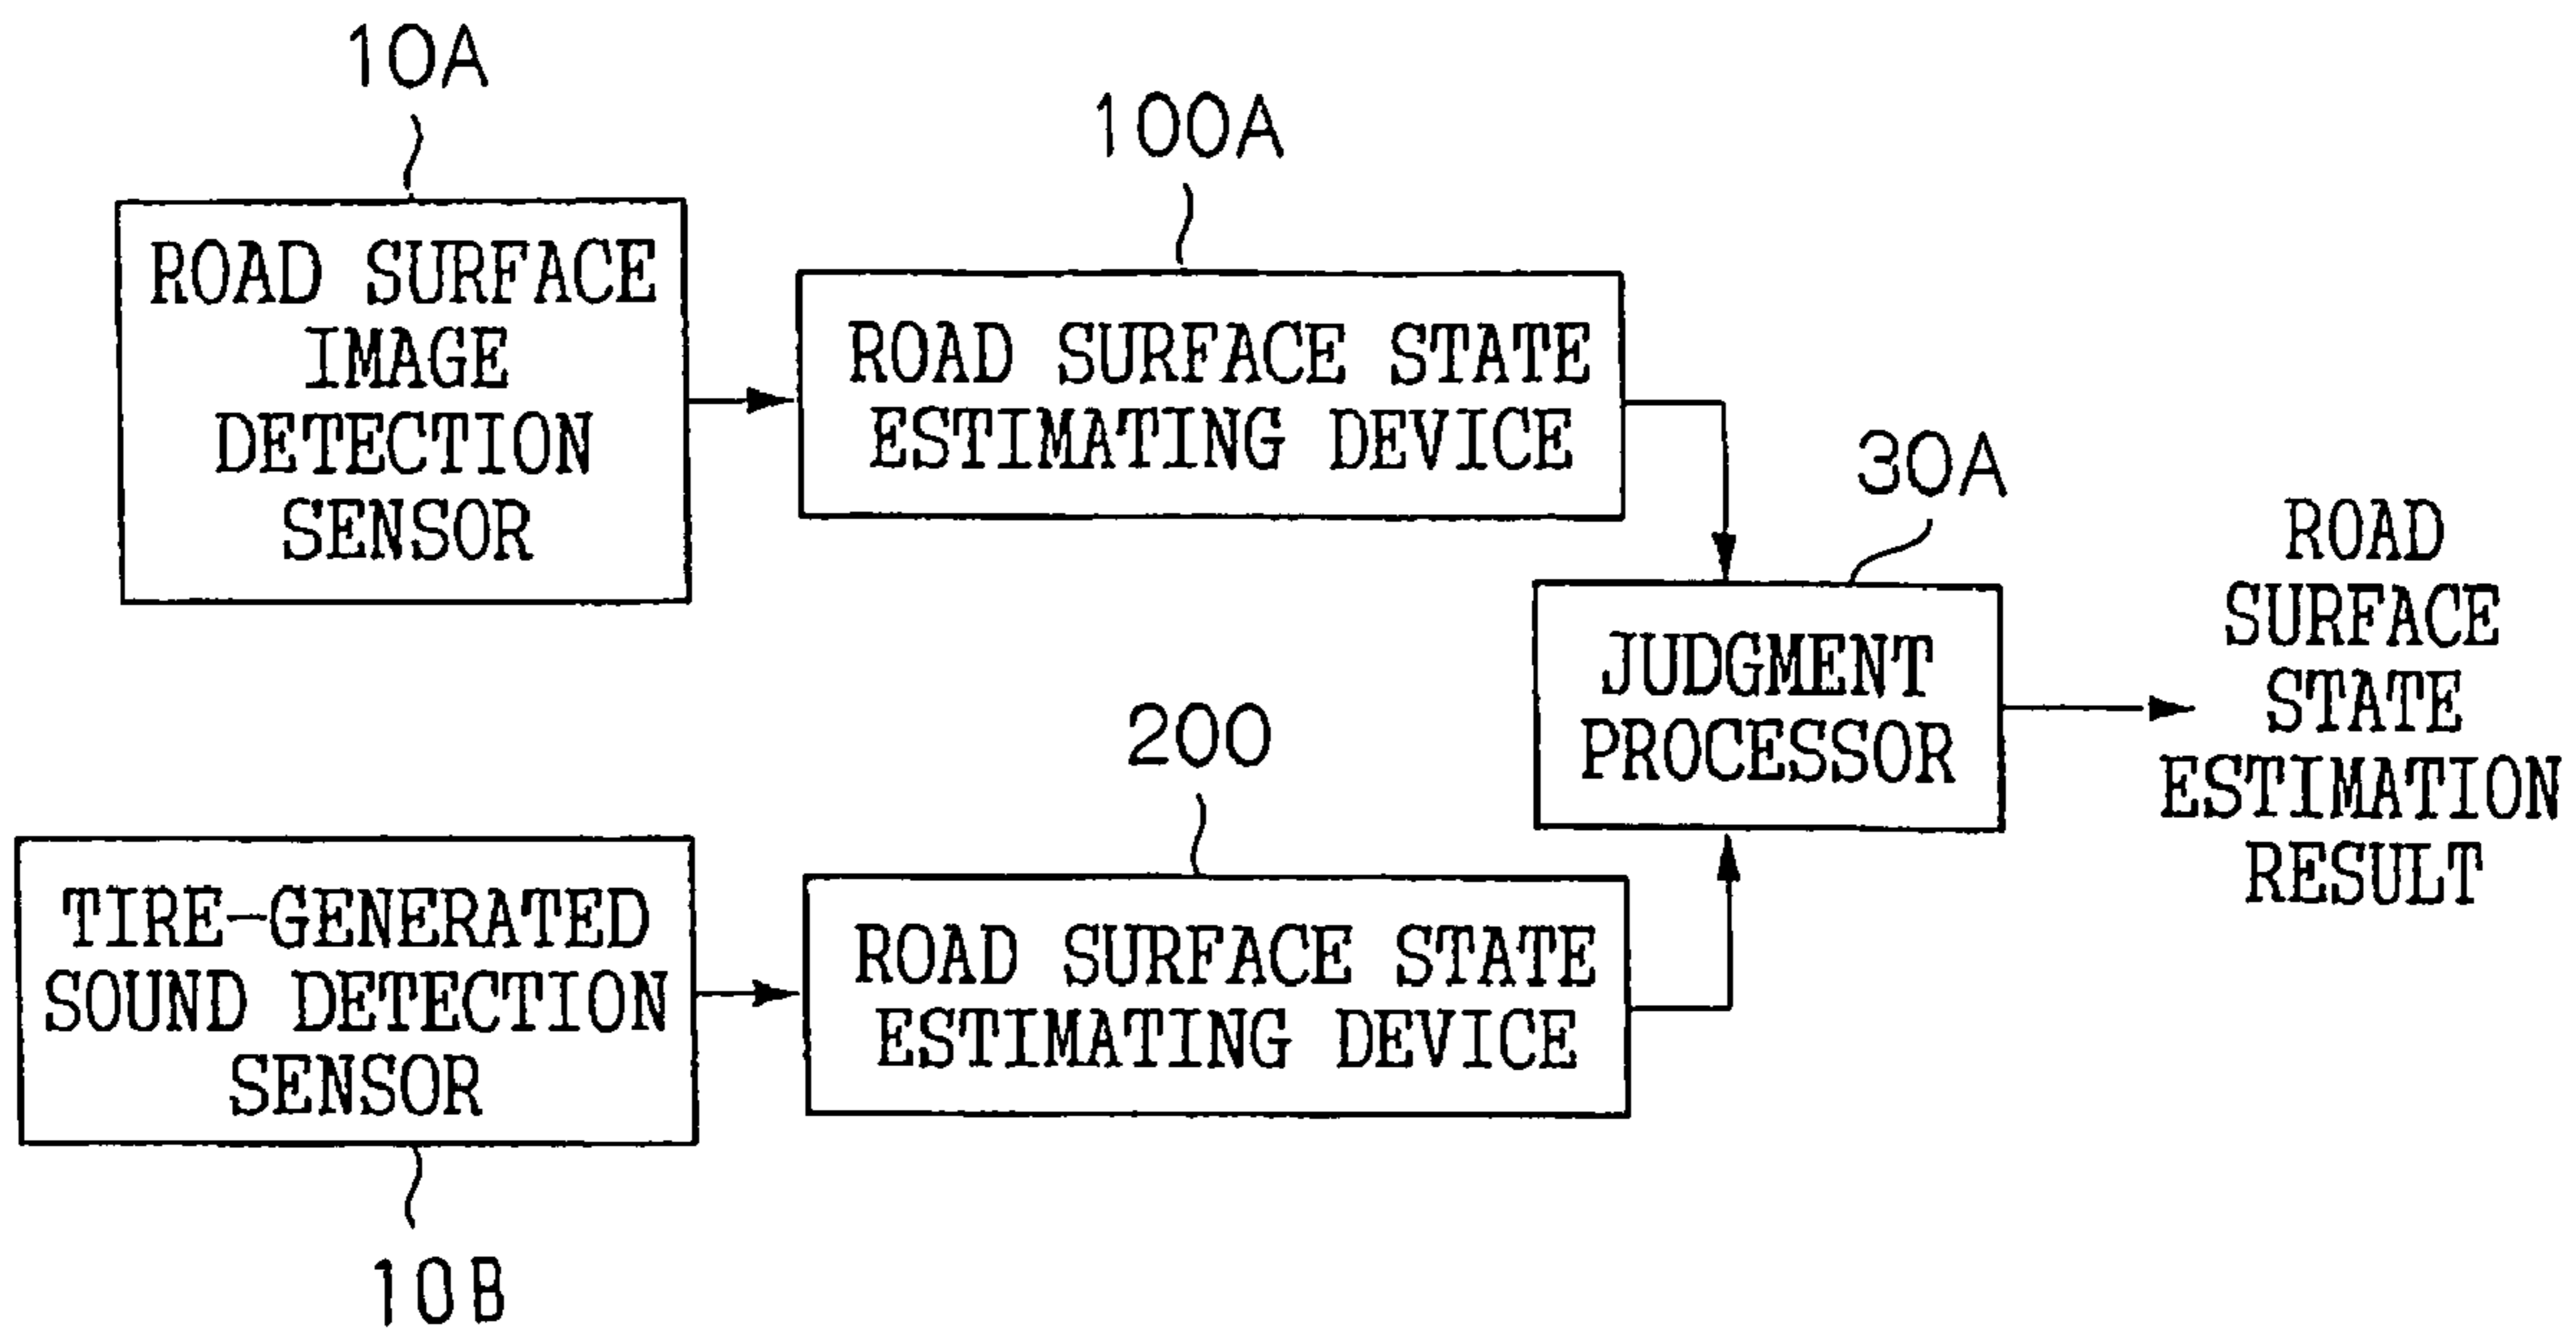 10A
ROAD SURFACE
IMAGE
DETECTION
SENSOR
100A
ROAD SURFACE STATE
ESTIMATING DEVICE
30A
JUDGMENT
PROCESSOR
ROAD
SURFACE
STATE
ESTIMATION
RESULT
TIRE-GENERATED
SOUND DETECTION
SENSOR
10B
200
ROAD SURFACE STATE
ESTIMATING DEVICE